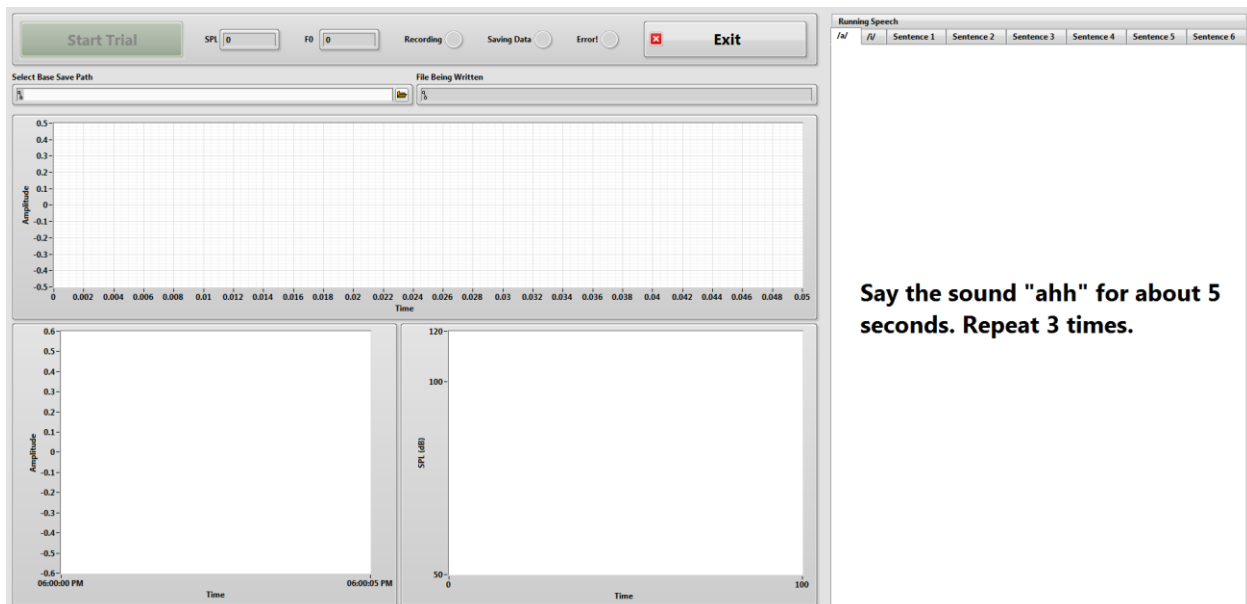 Start Trial
SPL 0
F0 0
Recording
Saving Data
Error!
Exit
Select Base Save Path
File Being Written
0.5
0.4
0.3
0.2
0.1
0
-0.1
-0.2
-0.3
-0.4
-0.5
Amplitude
0 0.002 0.004 0.006 0.008 0.01 0.012 0.014 0.016 0.018 0.02 0.022 0.024 0.026 0.028 0.03 0.032 0.034 0.036 0.038 0.04 0.042 0.044 0.046 0.048 0.05
Time
0.6
0.5
0.4
0.3
0.2
0.1
0
-0.1
-0.2
-0.3
-0.4
-0.5
-0.6
Amplitude
06:00:00 PM 06:00:05 PM
Time
120
100
50
SPL (dB)
0 100
Time
Running Speech
/a/ /i/ Sentence 1 Sentence 2 Sentence 3 Sentence 4 Sentence 5 Sentence 6
Say the sound "ahh" for about 5
seconds. Repeat 3 times.